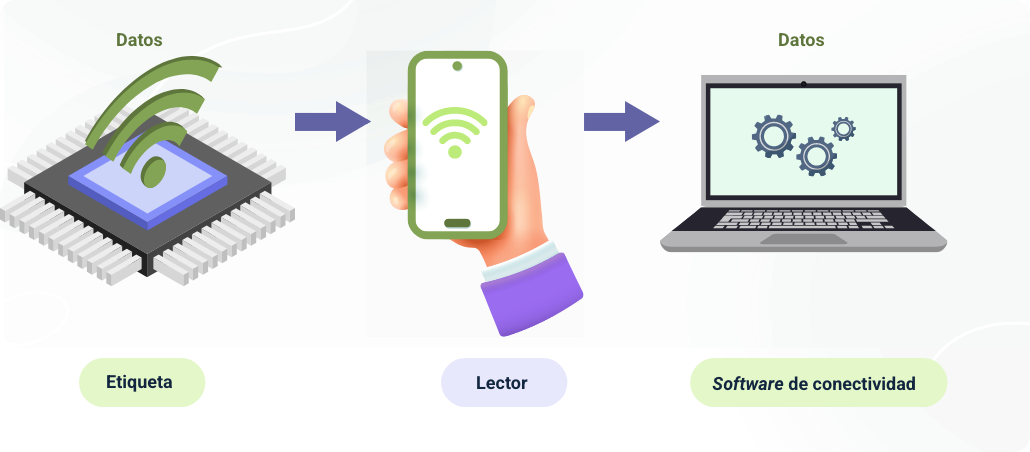 Datos
Datos
Etiqueta
Lector
Software de conectividad